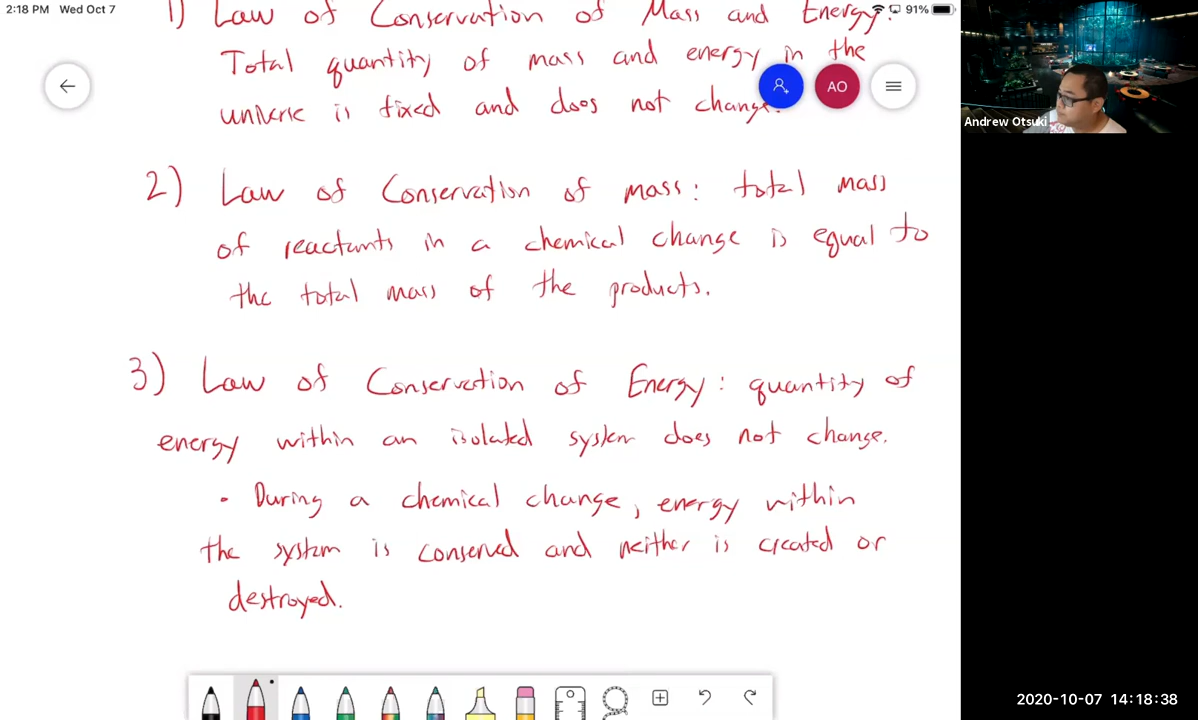 2:18 PM Wed Oct 7
91%
1) Law of Conservation of Mass and Energy:
Total quantity of mass and energy in the
universe is fixed and does not change.
AO
Andrew Otsuki
2) Law of Conservation of mass: total mass
of reactants in a chemical change is equal to
the total mass of the products.
3) Law of Conservation of Energy: quantity of
energy within an isolated system does not change.
· During a chemical change, energy within
the system is conserved and neither is created or
destroyed.
2020-10-07 14:18:38